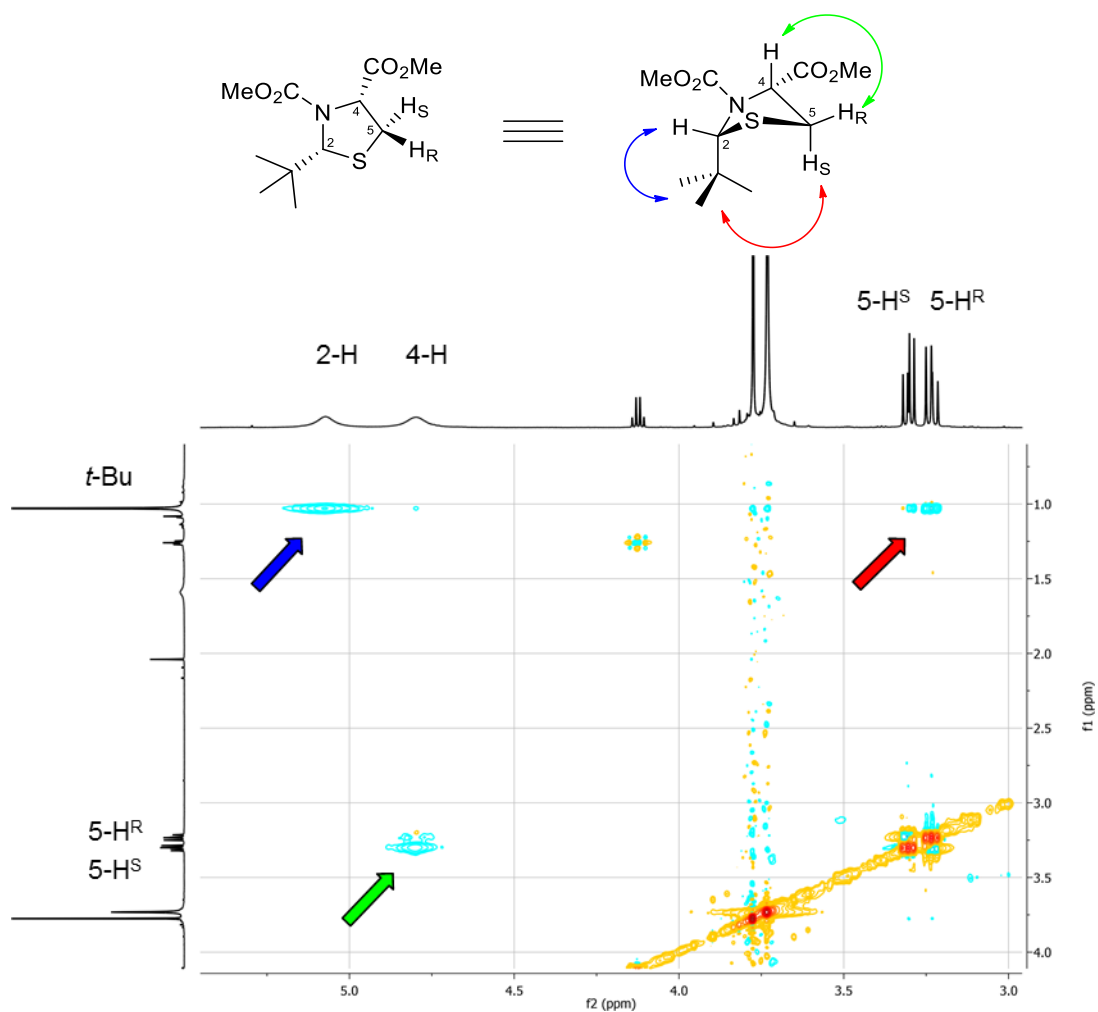 CO2Me
MeO2C
N
4
HS
5
HR
2
S
H
4
CO2Me
MeO2C
N
5
HR
S
H
2
HS
5-HS 5-HR
2-H 4-H
t-Bu
5-HR
5-HS
1.0
1.5
2.0
2.5
3.0
3.5
4.0
f1 (ppm)
5.0 4.5 4.0 3.5 3.0
f2 (ppm)